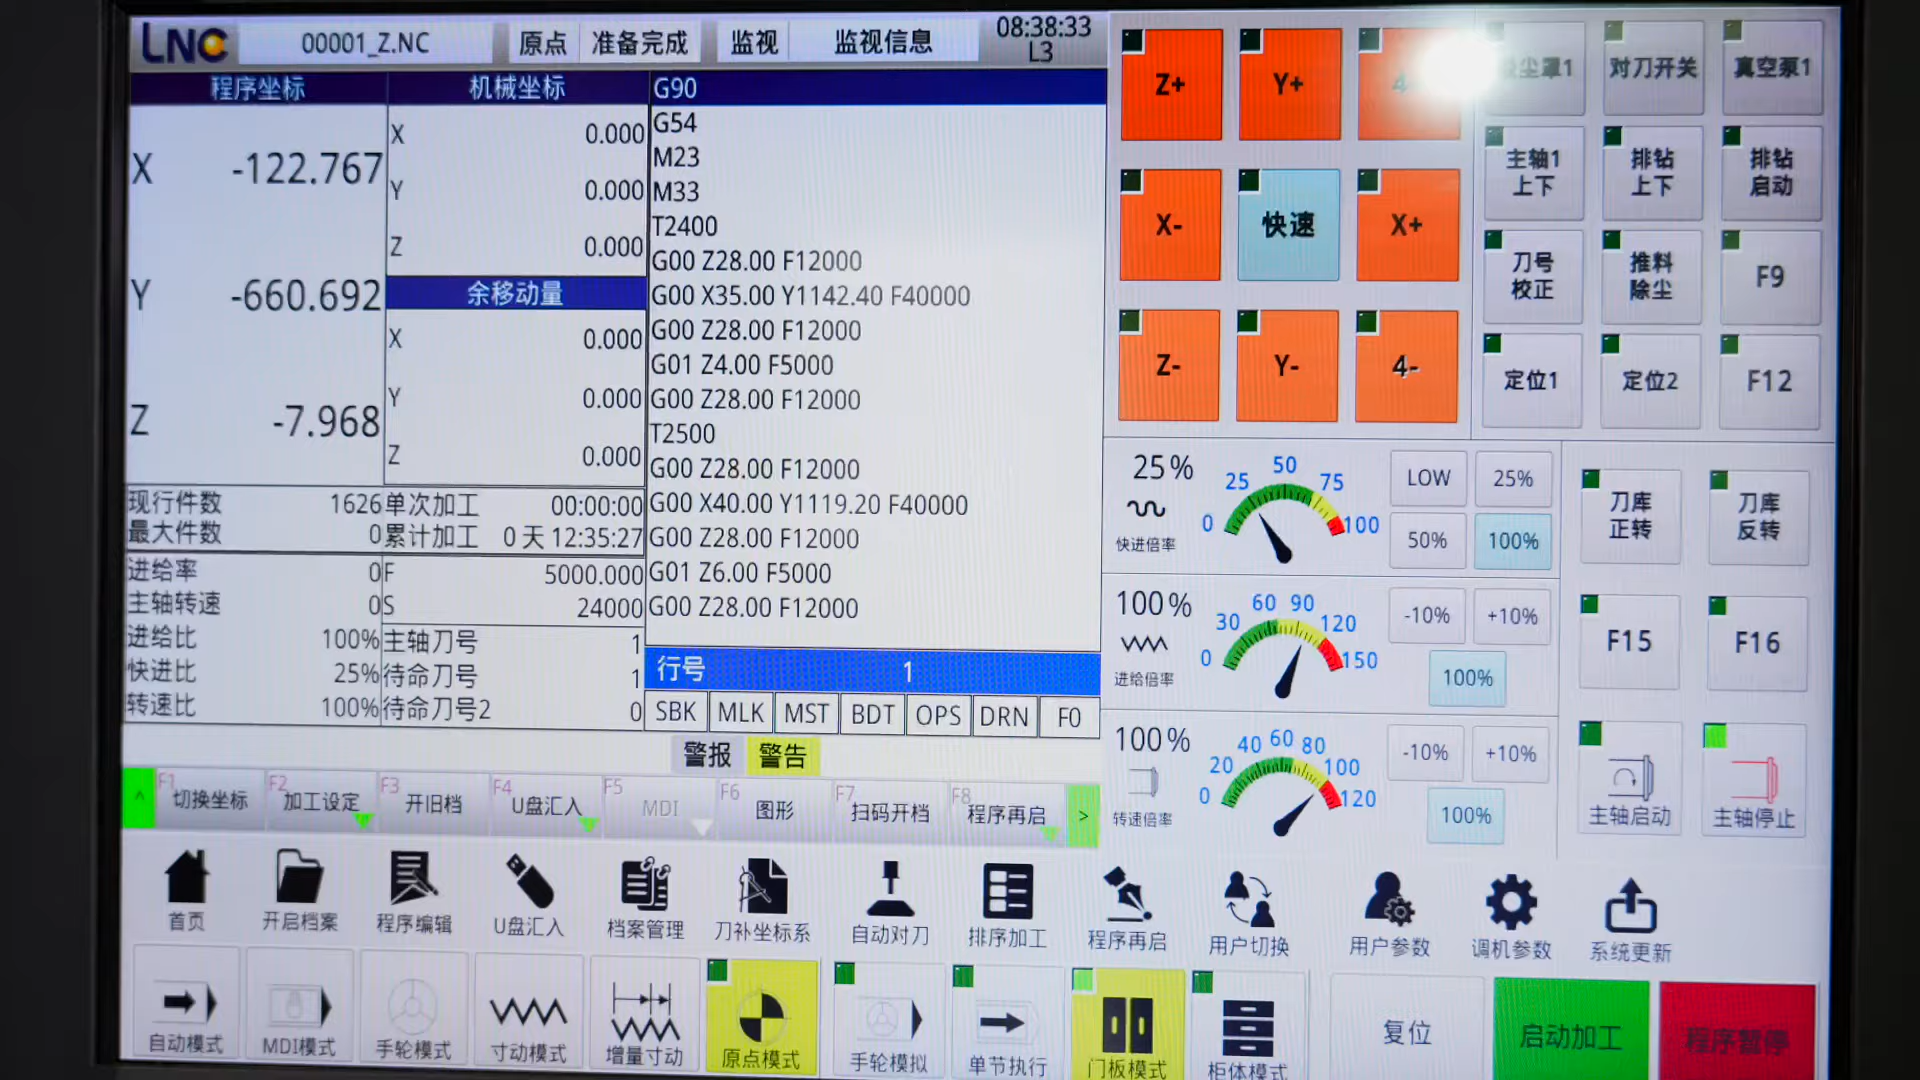 LNC 00001_Z.NC 原点 准备完成 监视 监视信息 08:38:33
L3
程序坐标 机械坐标
X -122.767
Y -660.692
Z -7.968
X 0.000
Y 0.000
Z 0.000
余移动量
X 0.000
Y 0.000
Z 0.000
G90
G54
M23
M33
T2400
G00 Z28.00 F12000
G00 X35.00 Y1142.40 F40000
G00 Z28.00 F12000
G01 Z4.00 F5000
G00 Z28.00 F12000
T2500
G00 Z28.00 F12000
G00 X40.00 Y1119.20 F40000
G00 Z28.00 F12000
G01 Z6.00 F5000
G00 Z28.00 F12000
行号 1
SBK MLK MST BDT OPS DRN F0
现行件数 1626 单次加工 00:00:00
最大件数 0 累计加工 0 天 12:35:27
进给率 0 F 5000.000
主轴转速 0 S 24000
进给比 100% 主轴刀号 1
快进比 25% 待命刀号 1
转速比 100% 待命刀号2 0
警报 警告
F1 切换坐标 F2 加工设定 F3 开旧档 F4 U盘汇入 F5 MDI F6 图形 F7 扫码开档 F8 程序再启 >
首页 开启档案 程序编辑 U盘汇入 档案管理 刀补坐标系 自动对刀 排序加工 程序再启 用户切换 用户参数 调机参数 系统更新
自动模式 MDI模式 手轮模式 寸动模式 增量寸动 原点模式 手轮模拟 单节执行 门板模式 柜体模式 复位 启动加工 程序暂停
Z+ Y+
X- 快速 X+
Z- Y- 4-
尘罩1 对刀开关 真空泵1
主轴1
上下
排钻
上下
排钻
启动
刀号
校正
推料
除尘
F9
定位1 定位2 F12
25%
快进倍率
0 25 50 75 100
LOW 25%
50% 100%
100%
进给倍率
0 30 60 90 120 150
-10% +10%
100%
100%
转速倍率
0 20 40 60 80 100 120
-10% +10%
100%
刀库
正转
刀库
反转
F15 F16
主轴启动 主轴停止